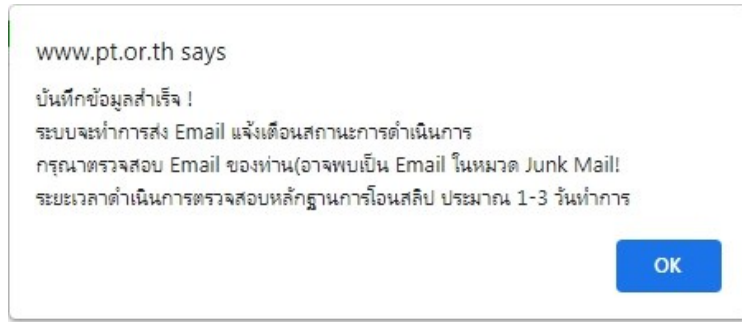 www.pt.or.th says
บันทึกข้อมูลสำเร็จ !
ระบบจะทำการส่ง Email แจ้งเตือนสถานะการดำเนินการ
กรุณาตรวจสอบ Email ของท่าน(อาจพบเป็น Email ในหมวด Junk Mail!
ระยะเวลาดำเนินการตรวจสอบหลักฐานการโอนสลิป ประมาณ 1-3 วันทำการ
OK